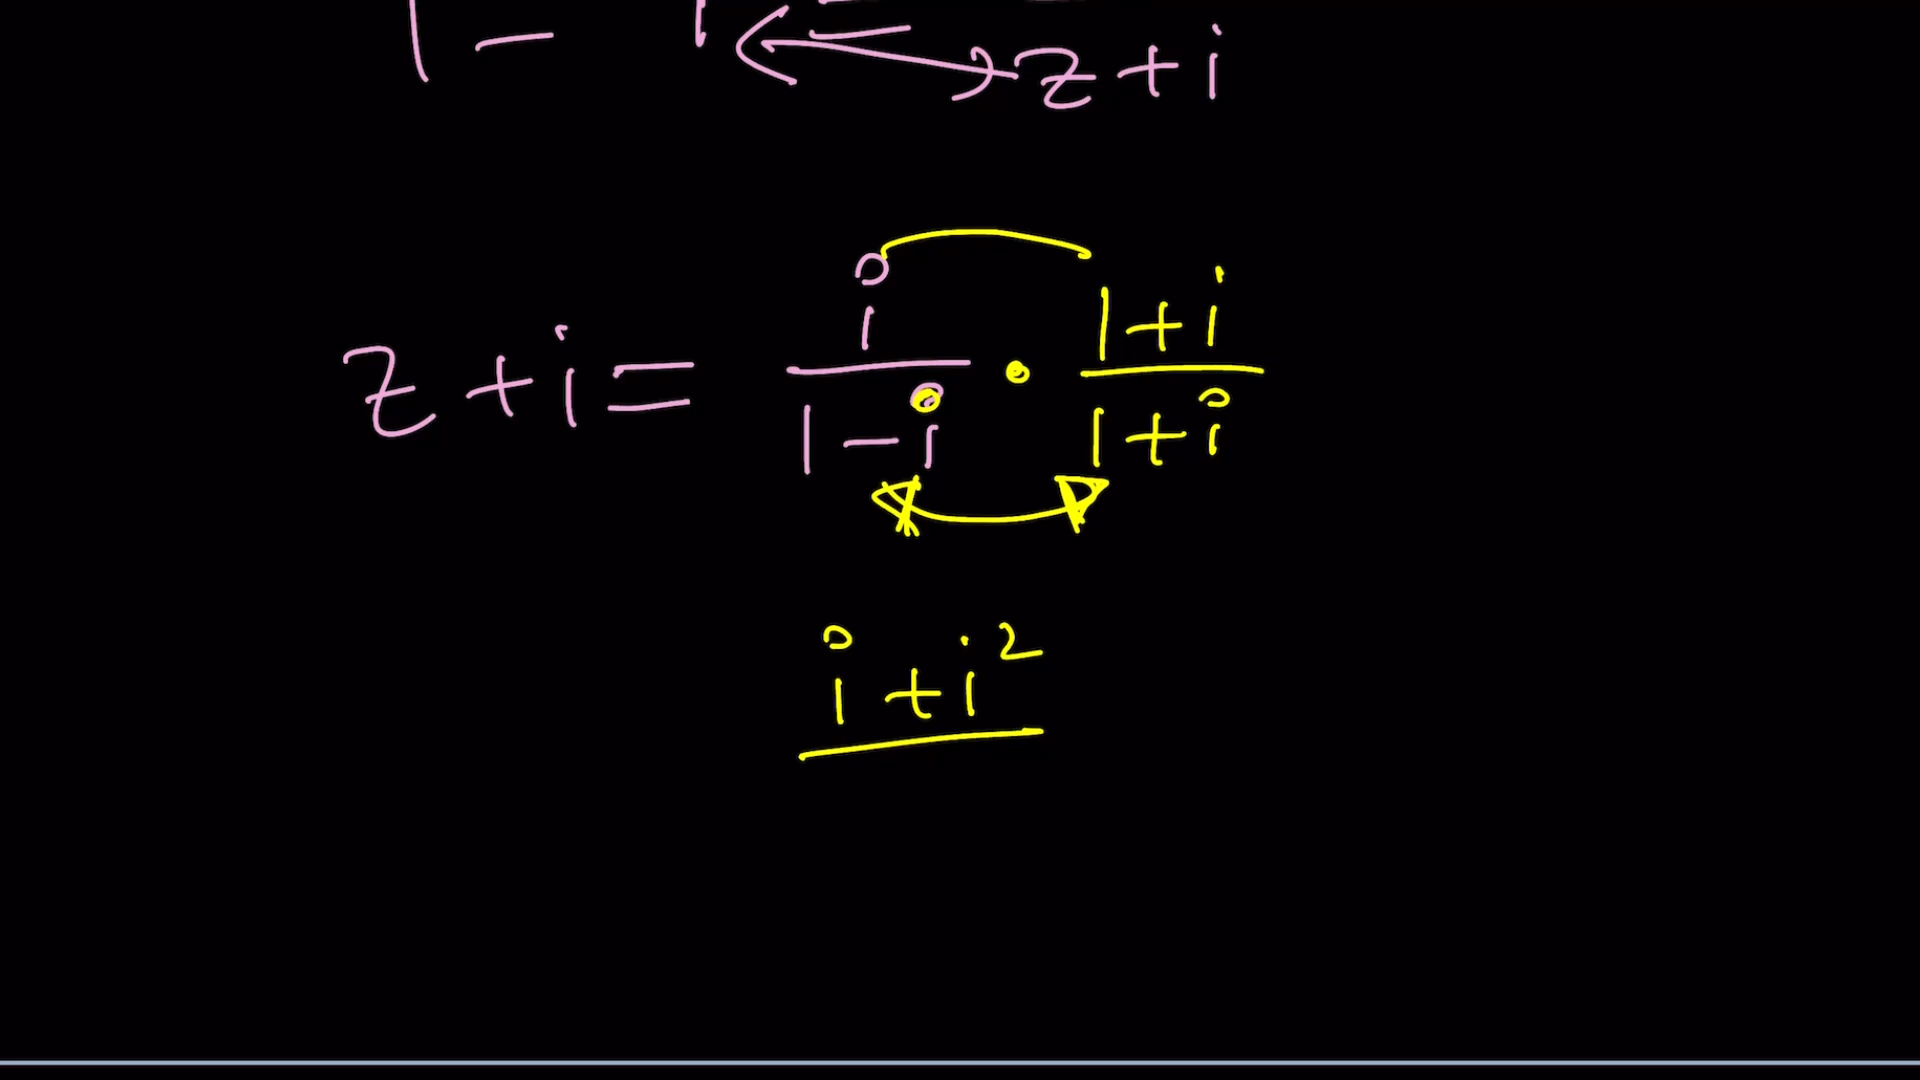 1 - i = z + i
z + i = i/(1 - i) · (1 + i)/(1 + i)
i + i²